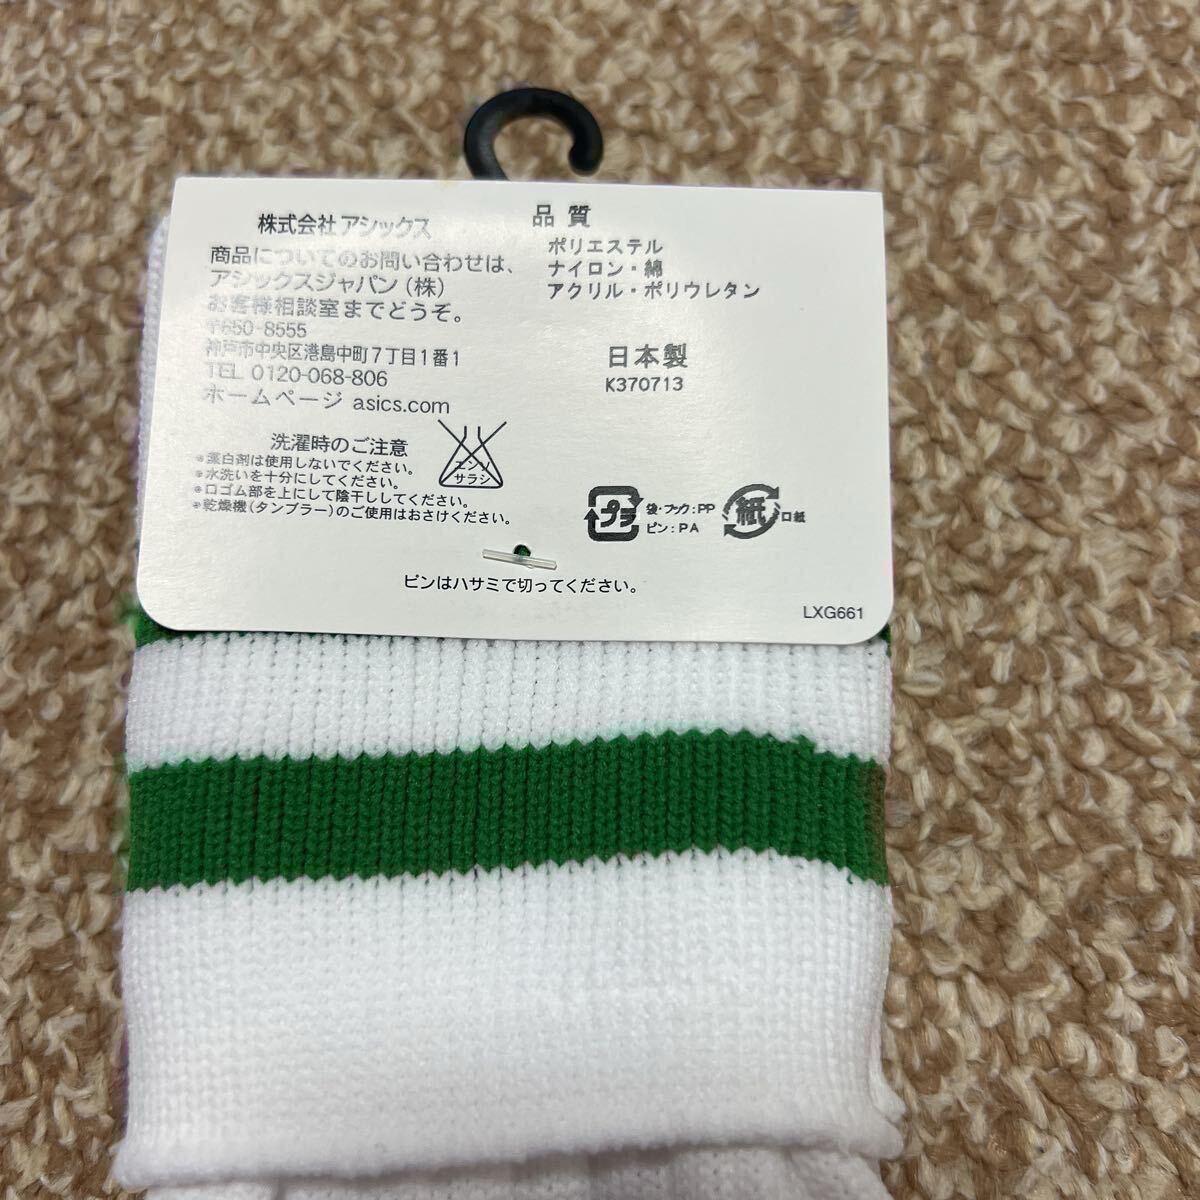 株式会社 アシックス
商品についてのお問い合わせは、
アシックスジャパン (株)
お客様相談室までどうぞ。
〒650-8555
神戸市中央区港島中町7丁目1番1
TEL 0120-068-806
ホームページ asics.com
品質
ポリエステル
ナイロン・綿
アクリル・ポリウレタン
日本製
K370713
洗濯時のご注意
※漂白剤は使用しないでください。
※水洗いを十分にしてください。
※口ゴム部を上にして陰干ししてください。
※乾燥機(タンブラー)のご使用はおさけください。
エンソ
サラシ
プラ
袋・フック:PP
ピン:PA
紙
口紙
ピンはハサミで切ってください。
LXG661